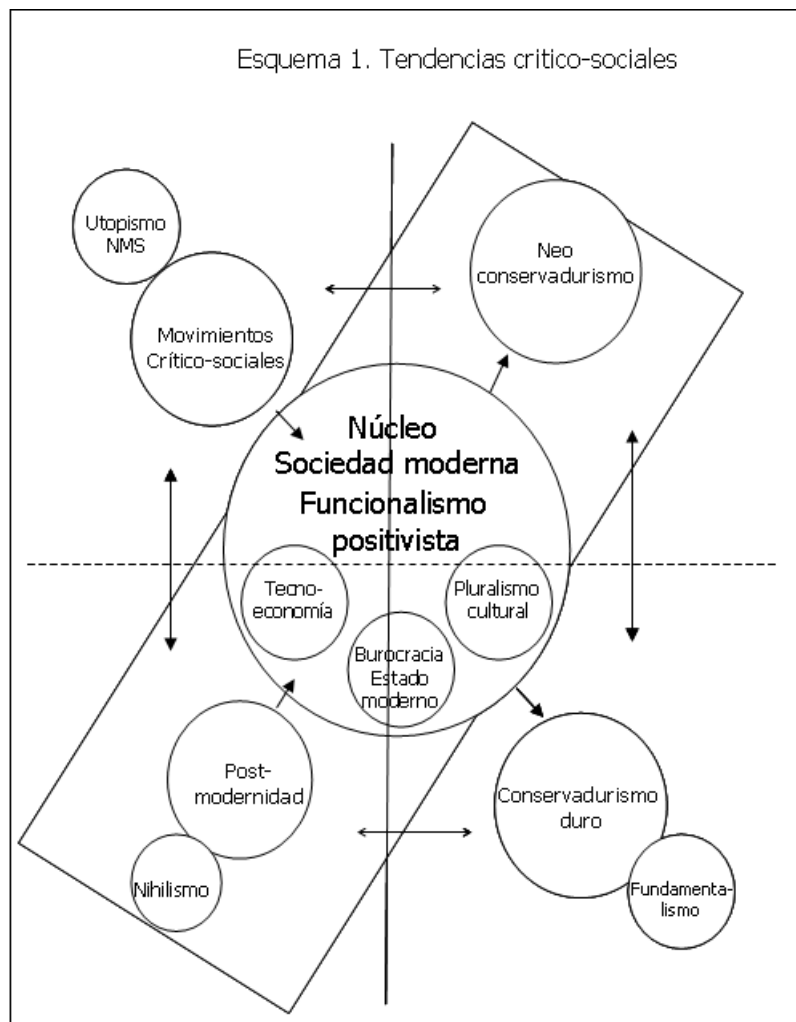 Esquema 1. Tendencias critico-sociales
Utopismo
NMS
Neo
conservadurismo
Movimientos
Crítico-sociales
Núcleo
Sociedad moderna
Funcionalismo
positivista
Tecno-
economía
Pluralismo
cultural
Burocracia
Estado
moderno
Post-
modernidad
Conservadurismo
duro
Nihilismo
Fundamenta-
lismo